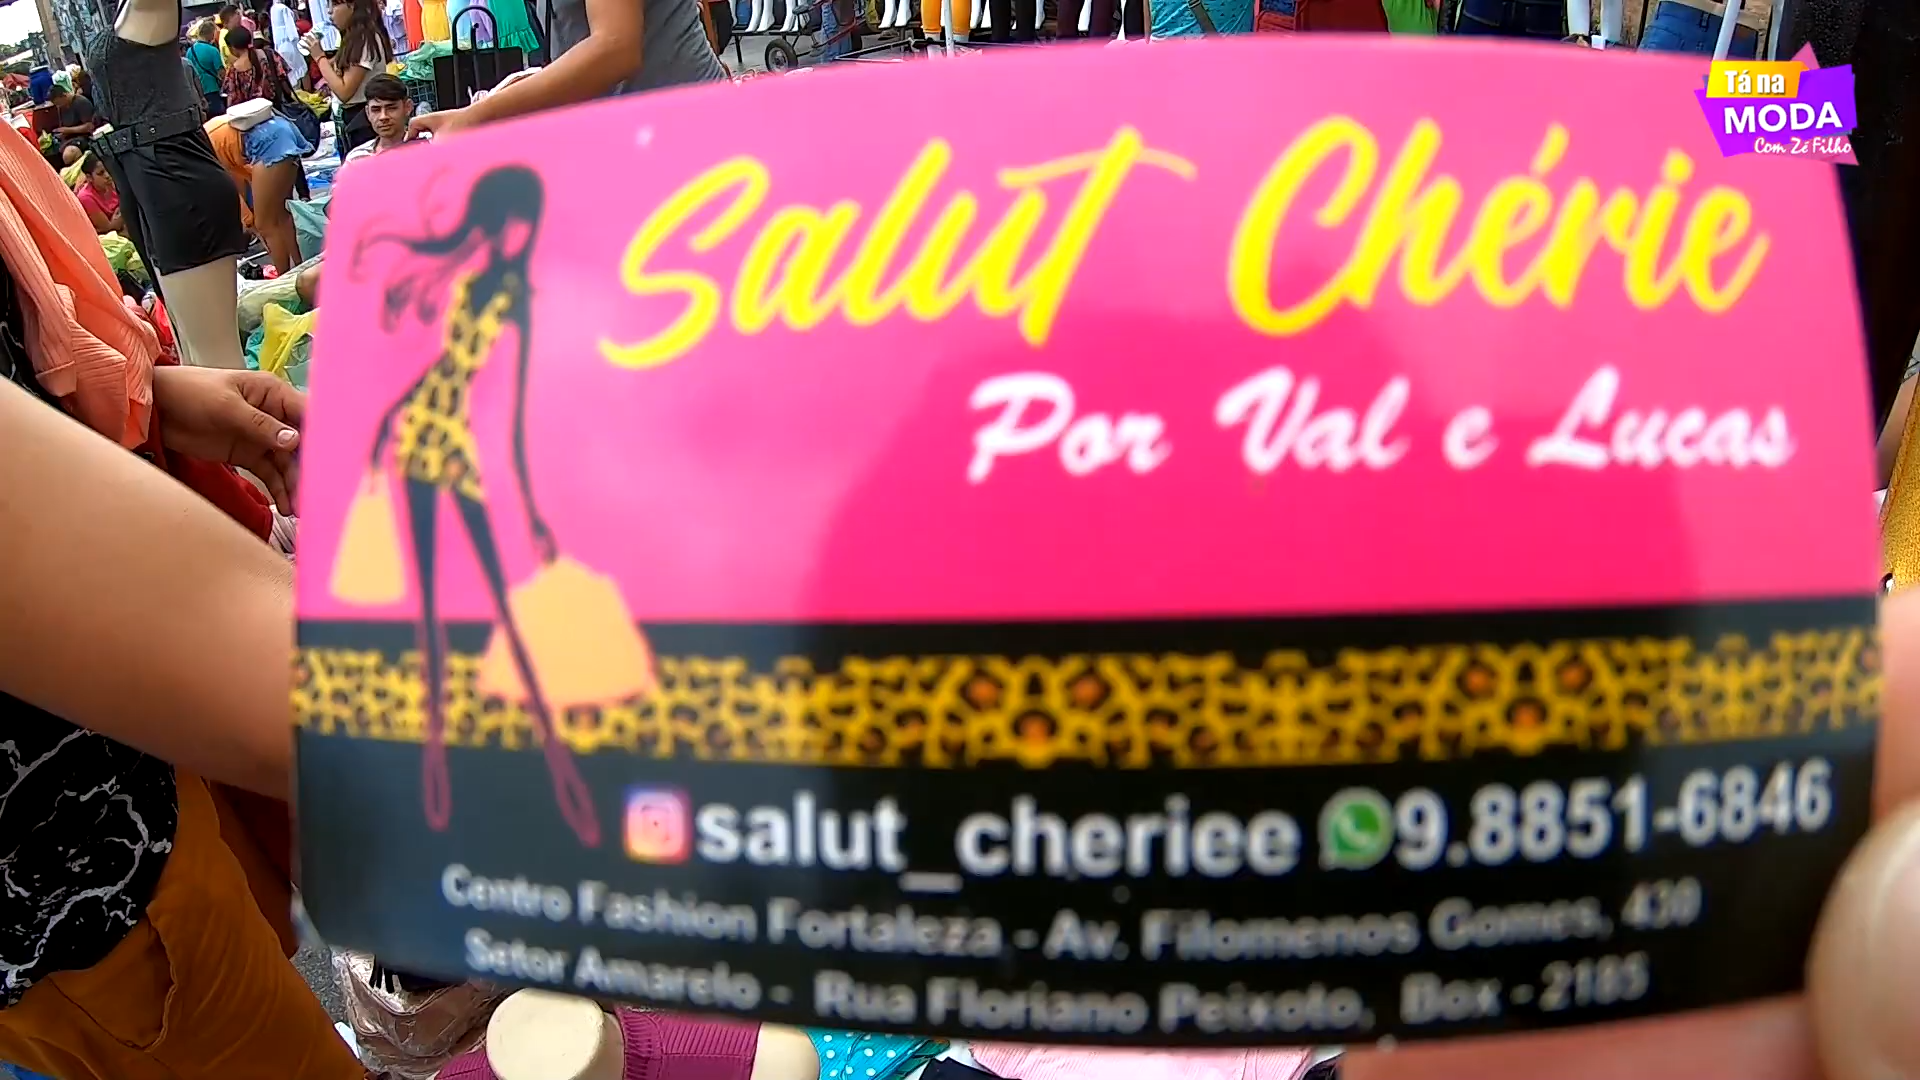 Tá na
MODA
Com Zé Filho
Salut Chérie
Por Val e Lucas
salut_cheriee 9.8851-6846
Centro Fashion Fortaleza - Av. Filomenos Gomes, 430
Setor Amarelo - Rua Floriano Peixoto, Box - 2185